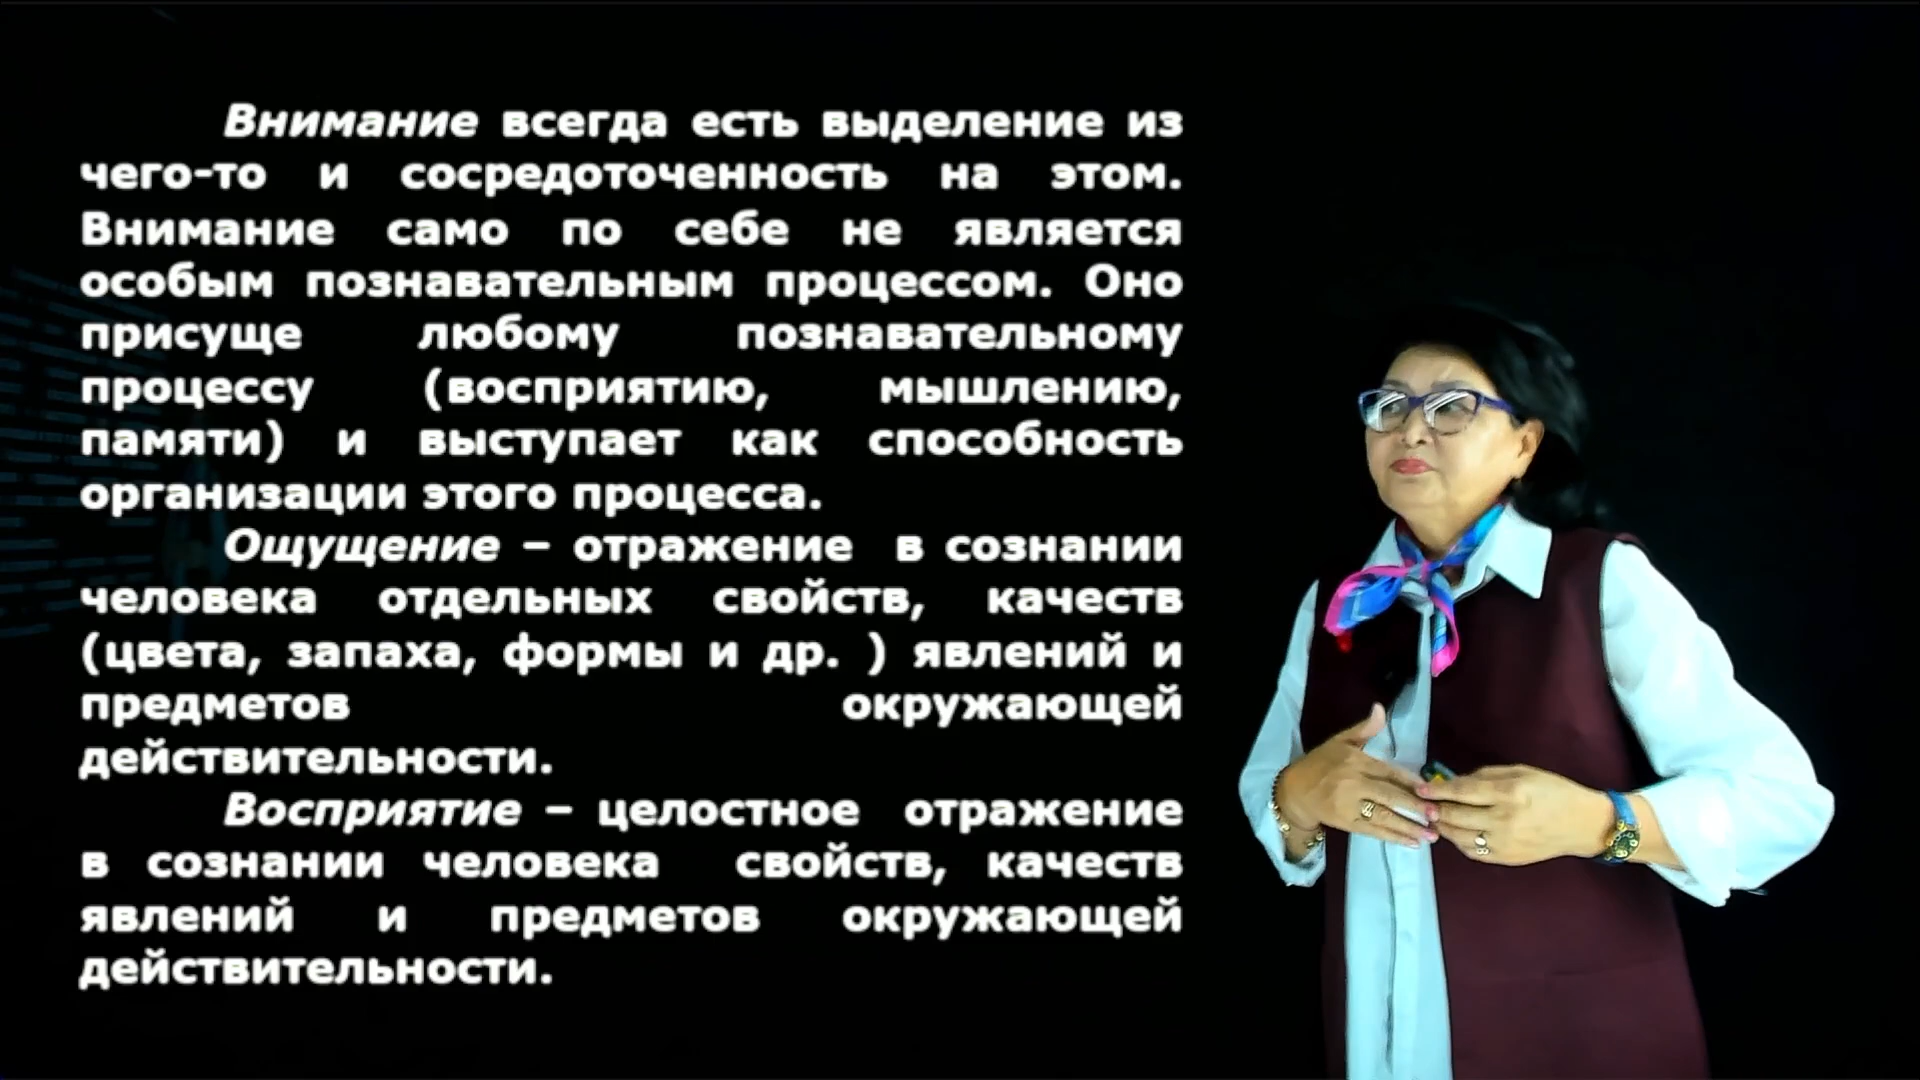 Внимание всегда есть выделение из
чего-то и сосредоточенность на этом.
Внимание само по себе не является
особым познавательным процессом. Оно
присуще любому познавательному
процессу (восприятию, мышлению,
памяти) и выступает как способность
организации этого процесса.
Ощущение – отражение в сознании
человека отдельных свойств, качеств
(цвета, запаха, формы и др. ) явлений и
предметов окружающей
действительности.
Восприятие – целостное отражение
в сознании человека свойств, качеств
явлений и предметов окружающей
действительности.